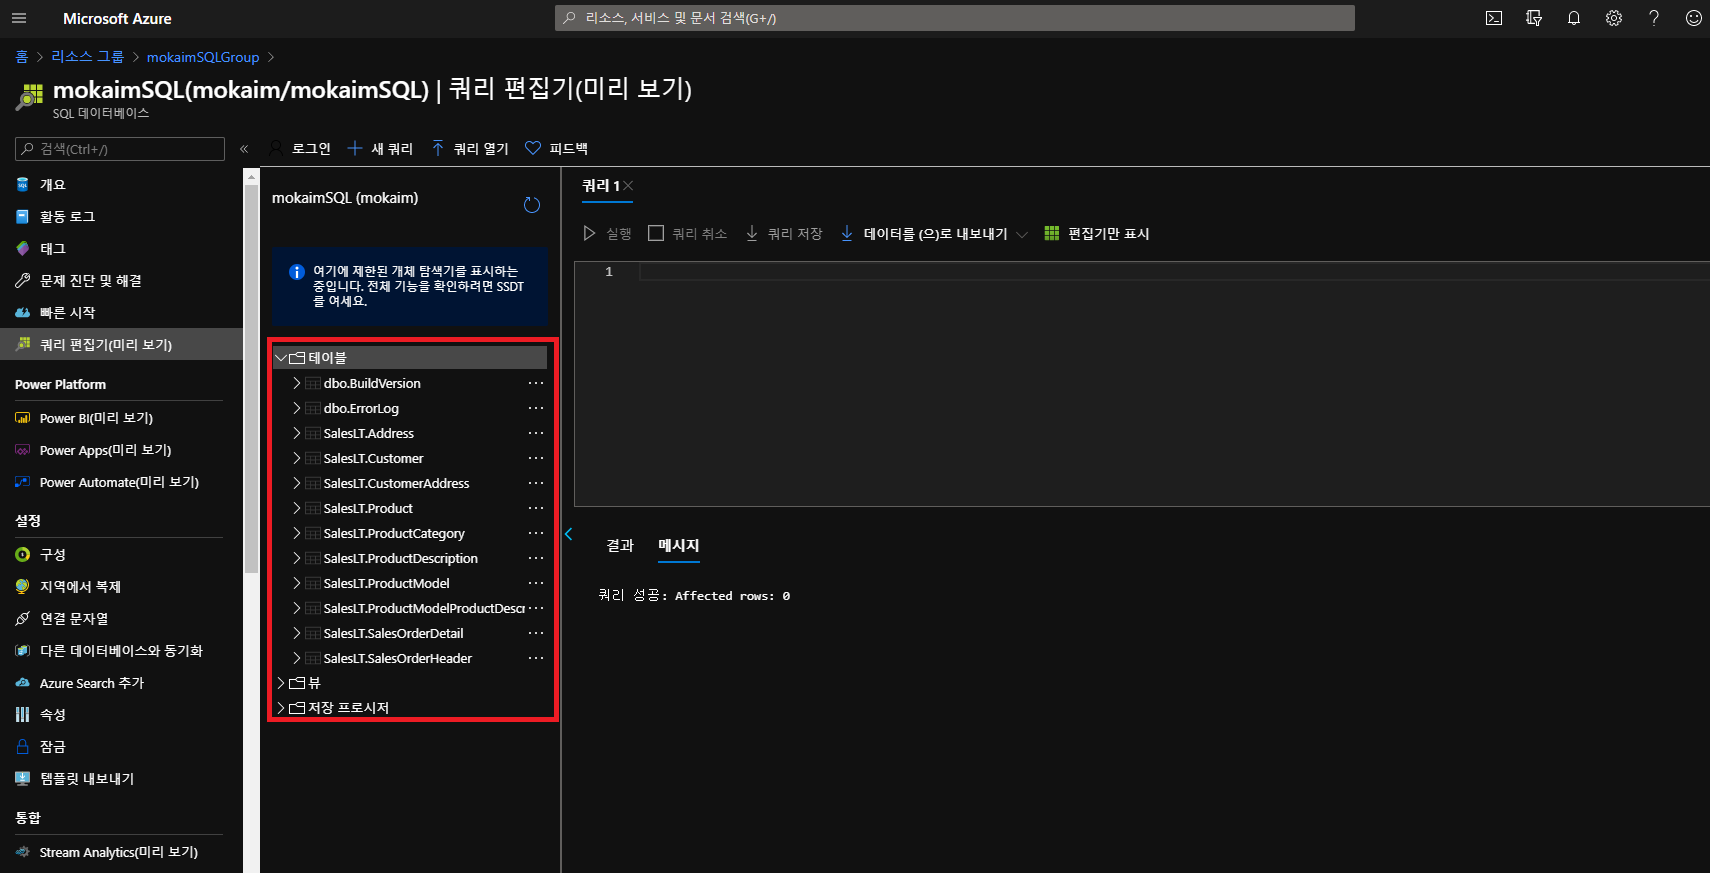 Microsoft Azure
리소스, 서비스 및 문서 검색(G+/)
홈 > 리소스 그룹 > mokaimSQLGroup >
mokaimSQL(mokaim/mokaimSQL) | 쿼리 편집기(미리 보기)
SQL 데이터베이스
검색(Ctrl+/)
«
로그인
새 쿼리
쿼리 열기
피드백
개요
활동 로그
태그
문제 진단 및 해결
빠른 시작
쿼리 편집기(미리 보기)
Power Platform
Power BI(미리 보기)
Power Apps(미리 보기)
Power Automate(미리 보기)
설정
구성
지역에서 복제
연결 문자열
다른 데이터베이스와 동기화
Azure Search 추가
속성
잠금
템플릿 내보내기
통합
Stream Analytics(미리 보기)
mokaimSQL (mokaim)
여기에 제한된 개체 탐색기를 표시하는
중입니다. 전체 기능을 확인하려면 SSDT
를 여세요.
테이블
dbo.BuildVersion ...
dbo.ErrorLog ...
SalesLT.Address ...
SalesLT.Customer ...
SalesLT.CustomerAddress ...
SalesLT.Product ...
SalesLT.ProductCategory ...
SalesLT.ProductDescription ...
SalesLT.ProductModel ...
SalesLT.ProductModelProductDescr ...
SalesLT.SalesOrderDetail ...
SalesLT.SalesOrderHeader ...
뷰
저장 프로시저
쿼리 1
실행
쿼리 취소
쿼리 저장
데이터를 (으)로 내보내기
편집기만 표시
1
결과
메시지
쿼리 성공: Affected rows: 0